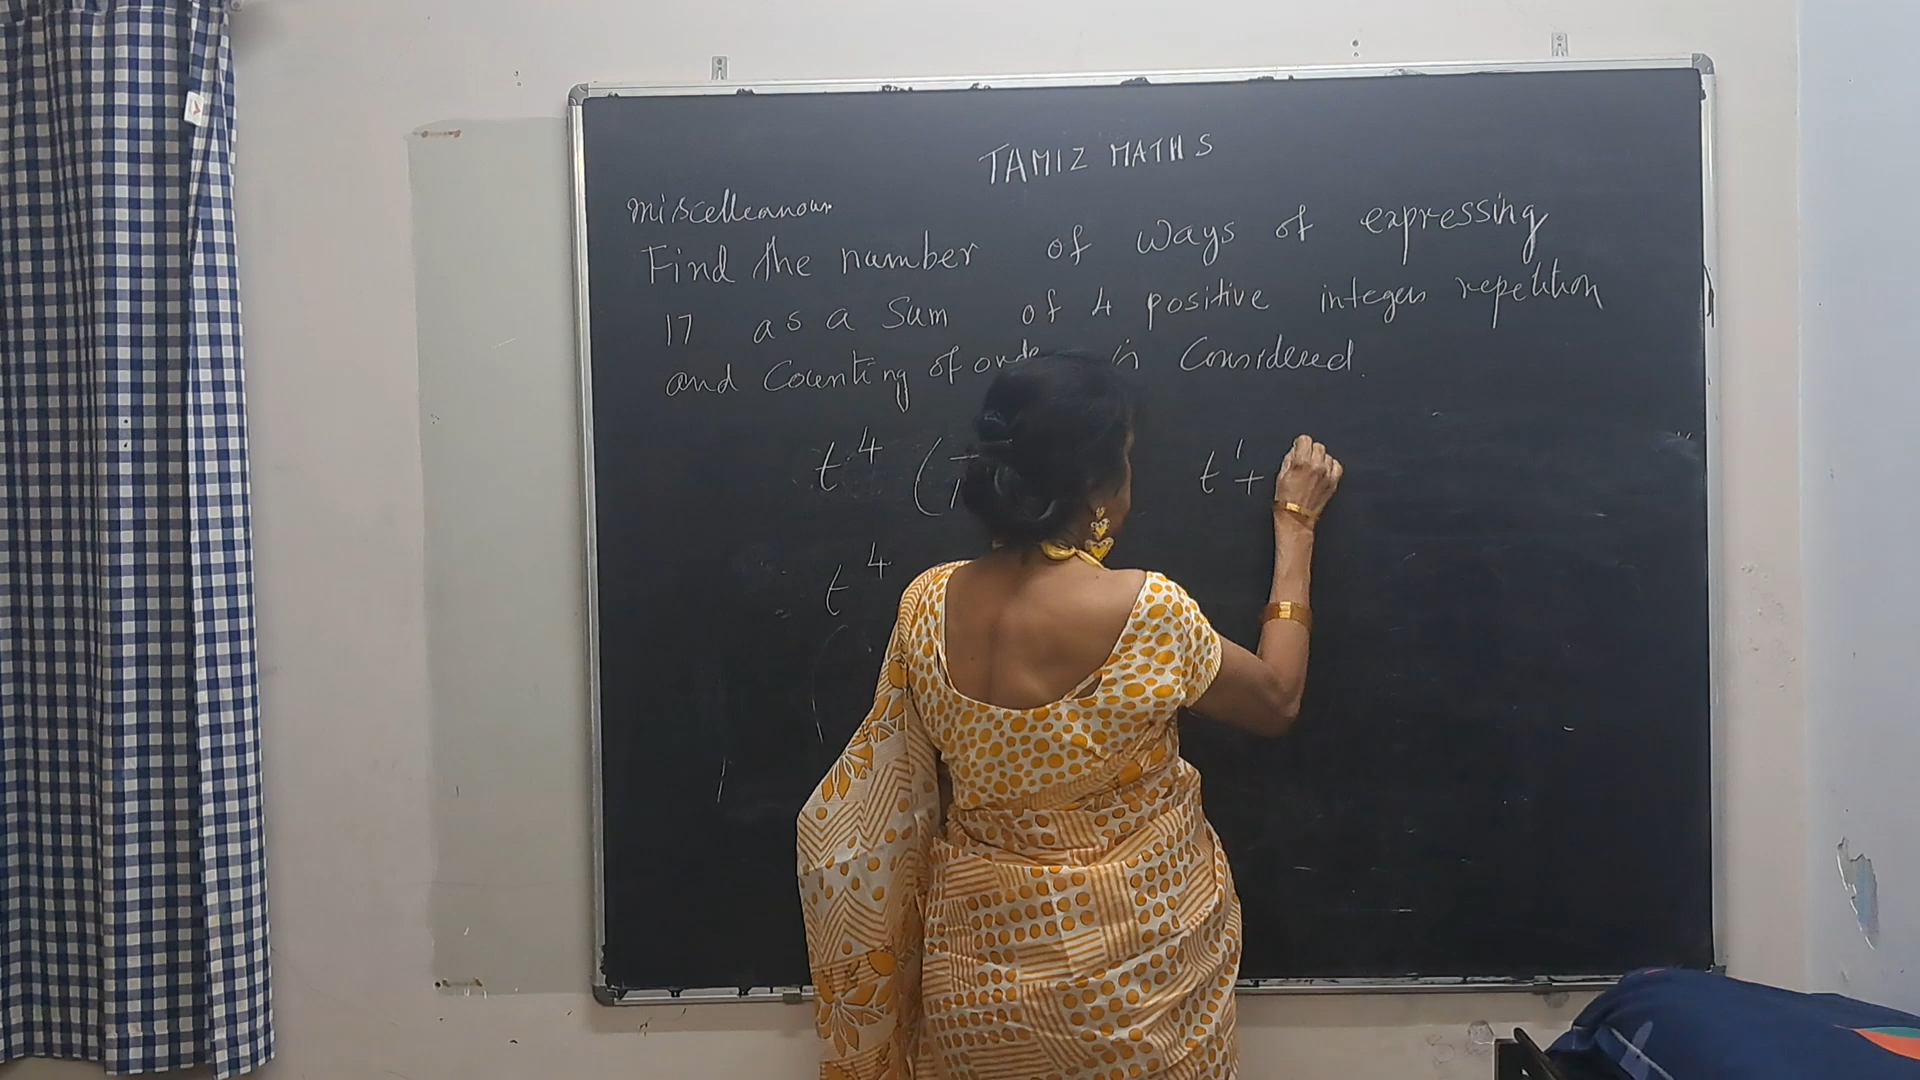 TAMIZ MATHS
Miscelleanous
Find the number of ways of expressing
17 as a Sum of 4 positive integers repetition
and Counting of is Considered.
t⁴ (
t¹ +
t⁴